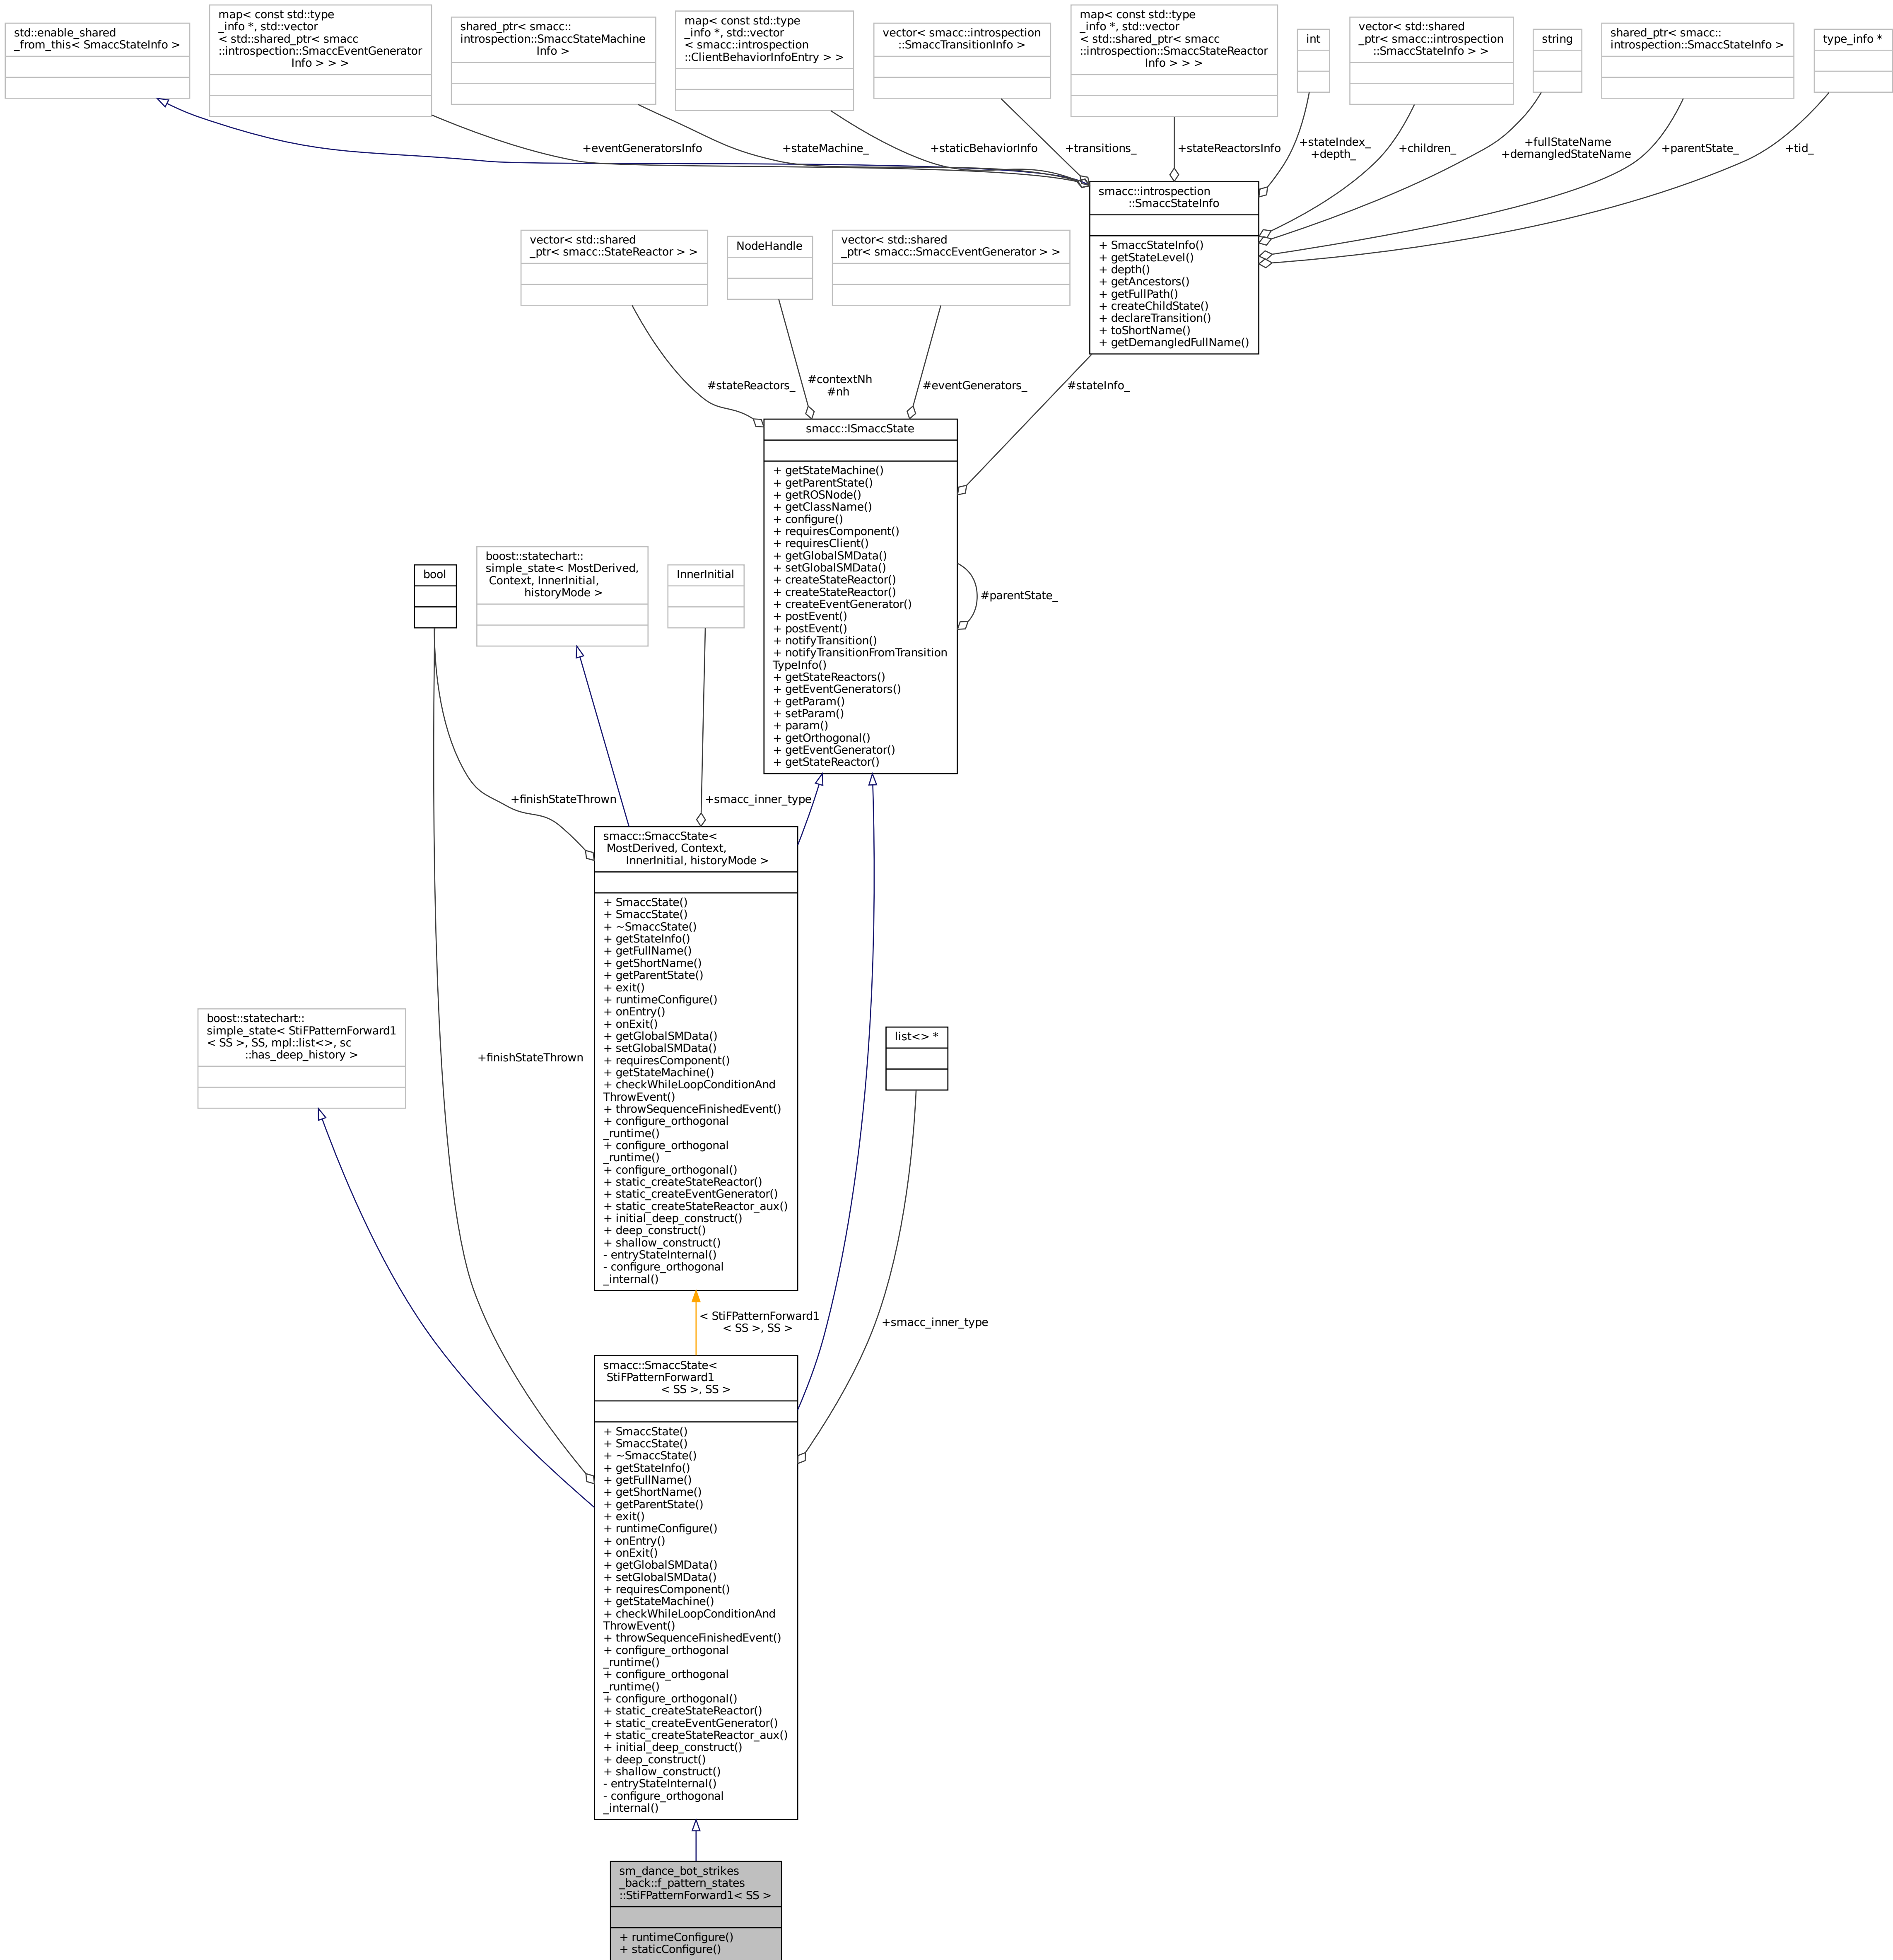 std::enable_shared
_from_this< SmaccStateInfo >
map< const std::type
_info *, std::vector
< std::shared_ptr< smacc
::introspection::SmaccEventGenerator
Info > > >
shared_ptr< smacc::
introspection::SmaccStateMachine
Info >
map< const std::type
_info *, std::vector
< smacc::introspection
::ClientBehaviorInfoEntry > >
vector< smacc::introspection
::SmaccTransitionInfo >
map< const std::type
_info *, std::vector
< std::shared_ptr< smacc
::introspection::SmaccStateReactor
Info > > >
int
vector< std::shared
_ptr< smacc::introspection
::SmaccStateInfo > >
string
shared_ptr< smacc::
introspection::SmaccStateInfo >
type_info *
+eventGeneratorsInfo
+stateMachine_
+staticBehaviorInfo
+transitions_
+stateReactorsInfo
+stateIndex_
+depth_
+children_
+fullStateName
+demangledStateName
+parentState_
+tid_
smacc::introspection
::SmaccStateInfo
+ SmaccStateInfo()
+ getStateLevel()
+ depth()
+ getAncestors()
+ getFullPath()
+ createChildState()
+ declareTransition()
+ toShortName()
+ getDemangledFullName()
vector< std::shared
_ptr< smacc::StateReactor > >
NodeHandle
vector< std::shared
_ptr< smacc::SmaccEventGenerator > >
#stateReactors_
#contextNh
#nh
#eventGenerators_
#stateInfo_
smacc::ISmaccState
+ getStateMachine()
+ getParentState()
+ getROSNode()
+ getClassName()
+ configure()
+ requiresComponent()
+ requiresClient()
+ getGlobalSMData()
+ setGlobalSMData()
+ createStateReactor()
+ createStateReactor()
+ createEventGenerator()
+ postEvent()
+ postEvent()
+ notifyTransition()
+ notifyTransitionFromTransition
TypeInfo()
+ getStateReactors()
+ getEventGenerators()
+ getParam()
+ setParam()
+ param()
+ getOrthogonal()
+ getEventGenerator()
+ getStateReactor()
#parentState_
bool
boost::statechart::
simple_state< MostDerived,
Context, InnerInitial,
historyMode >
InnerInitial
+finishStateThrown
+smacc_inner_type
smacc::SmaccState<
MostDerived, Context,
InnerInitial, historyMode >
+ SmaccState()
+ SmaccState()
+ ~SmaccState()
+ getStateInfo()
+ getFullName()
+ getShortName()
+ getParentState()
+ exit()
+ runtimeConfigure()
+ onEntry()
+ onExit()
+ getGlobalSMData()
+ setGlobalSMData()
+ requiresComponent()
+ getStateMachine()
+ checkWhileLoopConditionAnd
ThrowEvent()
+ throwSequenceFinishedEvent()
+ configure_orthogonal
_runtime()
+ configure_orthogonal
_runtime()
+ configure_orthogonal()
+ static_createStateReactor()
+ static_createEventGenerator()
+ static_createStateReactor_aux()
+ initial_deep_construct()
+ deep_construct()
+ shallow_construct()
- entryStateInternal()
- configure_orthogonal
_internal()
boost::statechart::
simple_state< StiFPatternForward1
< SS >, SS, mpl::list<>, sc
::has_deep_history >
+finishStateThrown
list<> *
< StiFPatternForward1
< SS >, SS >
+smacc_inner_type
smacc::SmaccState<
StiFPatternForward1
< SS >, SS >
+ SmaccState()
+ SmaccState()
+ ~SmaccState()
+ getStateInfo()
+ getFullName()
+ getShortName()
+ getParentState()
+ exit()
+ runtimeConfigure()
+ onEntry()
+ onExit()
+ getGlobalSMData()
+ setGlobalSMData()
+ requiresComponent()
+ getStateMachine()
+ checkWhileLoopConditionAnd
ThrowEvent()
+ throwSequenceFinishedEvent()
+ configure_orthogonal
_runtime()
+ configure_orthogonal
_runtime()
+ configure_orthogonal()
+ static_createStateReactor()
+ static_createEventGenerator()
+ static_createStateReactor_aux()
+ initial_deep_construct()
+ deep_construct()
+ shallow_construct()
- entryStateInternal()
- configure_orthogonal
_internal()
sm_dance_bot_strikes
_back::f_pattern_states
::StiFPatternForward1< SS >
+ runtimeConfigure()
+ staticConfigure()